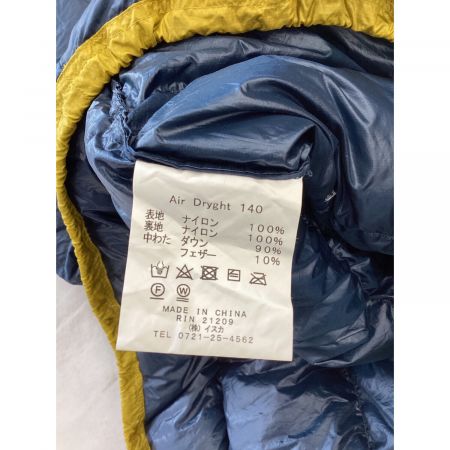 Air Dryght 140
表地 ナイロン 100%
裏地 ナイロン 100%
中わた ダウン 90%
フェザー 10%
F W
MADE IN CHINA
RIN 21209
(株) イスカ
TEL 0721-25-4562